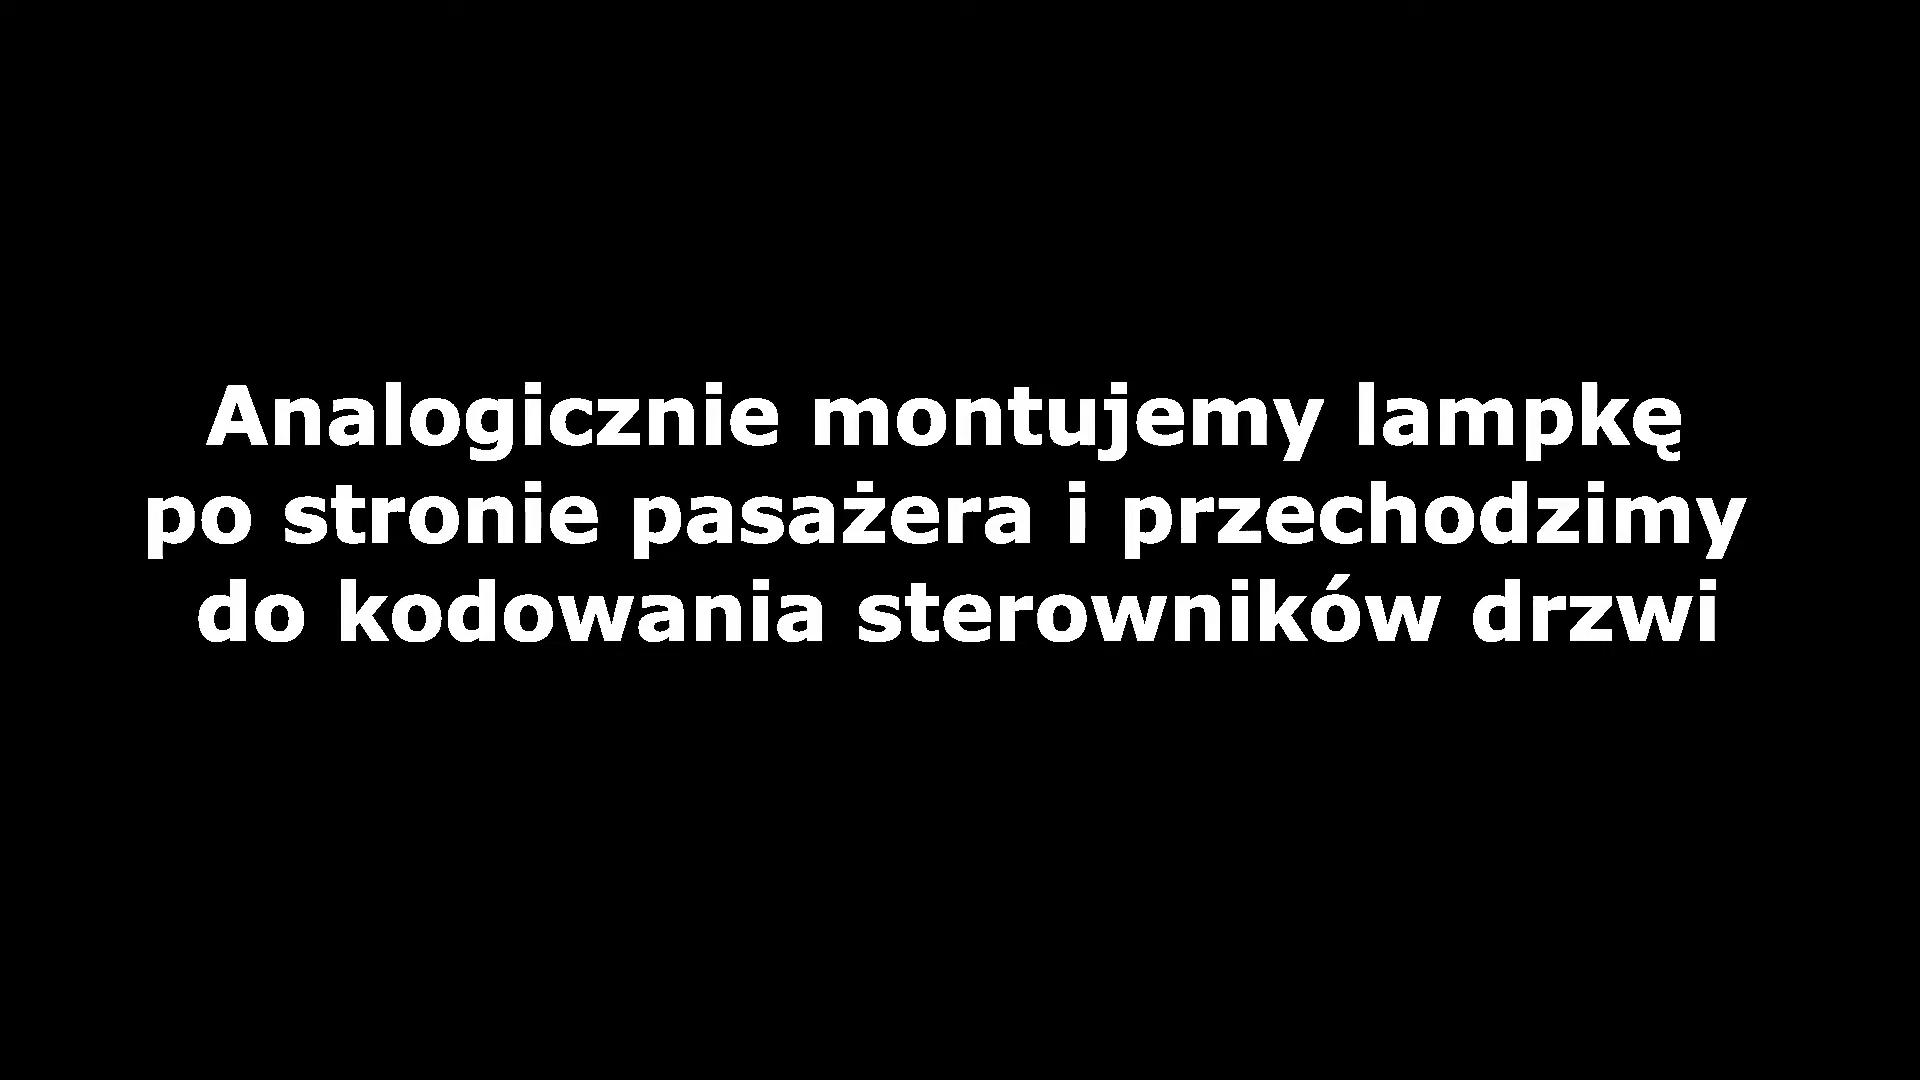 Analogicznie montujemy lampkę
po stronie pasażera i przechodzimy
do kodowania sterowników drzwi